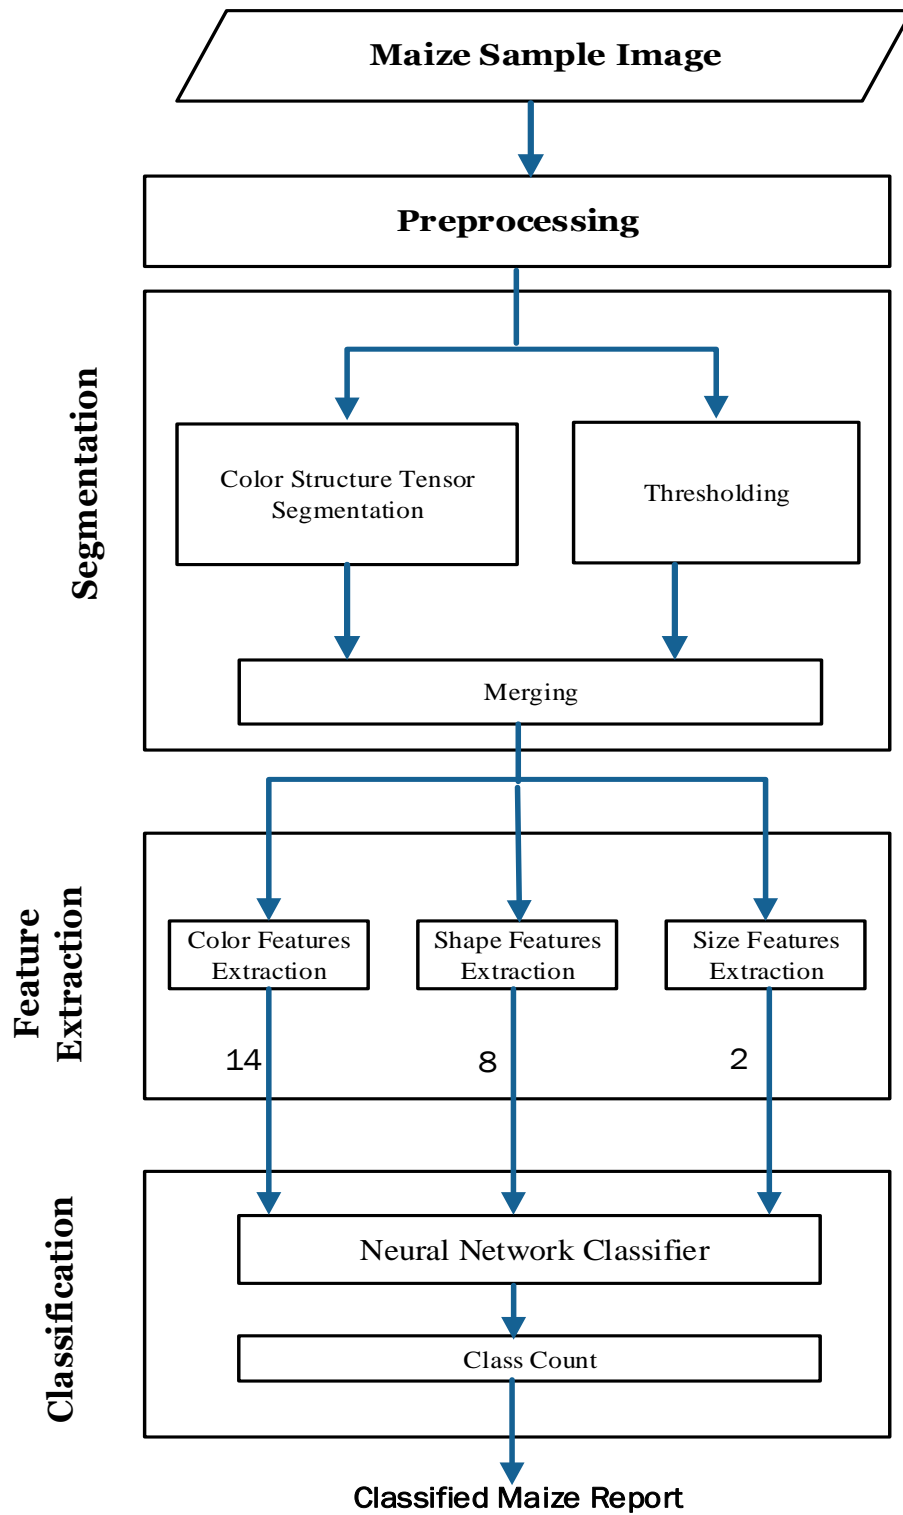 Maize Sample Image
Preprocessing
Segmentation
Color Structure Tensor
Segmentation
Thresholding
Merging
Feature
Extraction
Color Features
Extraction
Shape Features
Extraction
Size Features
Extraction
14
8
2
Classification
Neural Network Classifier
Class Count
Classified Maize Report